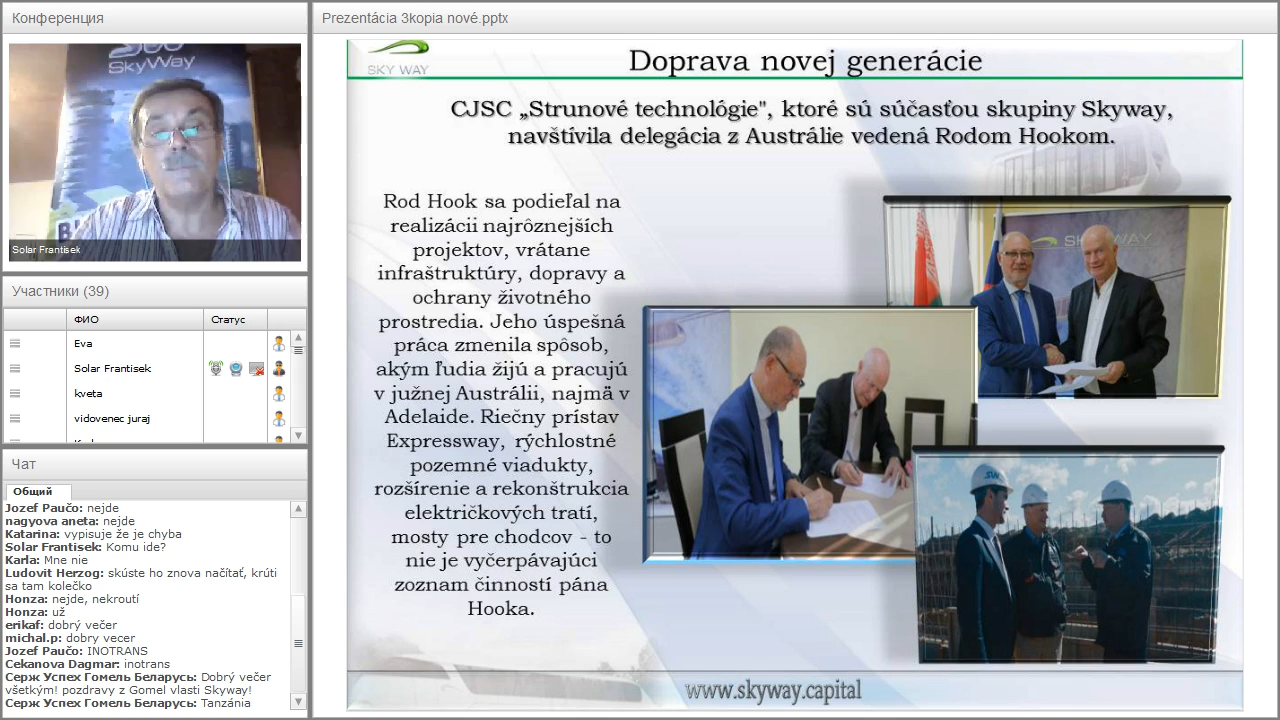 Конференция
SkyWay
Solar Frantisek
Участники (39)
ФИО Статус
Eva
Solar Frantisek
kveta
vidovenec juraj
Чат
Общий
Jozef Paučo: nejde
nagyova aneta: nejde
Katarina: vypisuje že je chyba
Solar Frantisek: Komu ide?
Karla: Mne nie
Ludovit Herzog: skúste ho znova načítať, krúti
sa tam kolečko
Honza: nejde, nekroutí
Honza: už
erikaf: dobrý večer
michal.p: dobry vecer
Jozef Paučo: INOTRANS
Cekanova Dagmar: inotrans
Серж Успех Гомель Беларусь: Dobrý večer
všetkým! pozdravy z Gomel vlasti Skyway!
Серж Успех Гомель Беларусь: Tanzánia
Prezentácia 3kopia nové.pptx
SKY WAY
Doprava novej generácie
CJSC „Strunové technológie", ktoré sú súčasťou skupiny Skyway,
navštívila delegácia z Austrálie vedená Rodom Hookom.
Rod Hook sa podieľal na
realizácii najrôznejších
projektov, vrátane
infraštruktúry, dopravy a
ochrany životného
prostredia. Jeho úspešná
práca zmenila spôsob,
akým ľudia žijú a pracujú
v južnej Austrálii, najmä v
Adelaide. Riečny prístav
Expressway, rýchlostné
pozemné viadukty,
rozšírenie a rekonštrukcia
električkových tratí,
mosty pre chodcov - to
nie je vyčerpávajúci
zoznam činností pána
Hooka.
SKYWAY
SW
www.skyway.capital